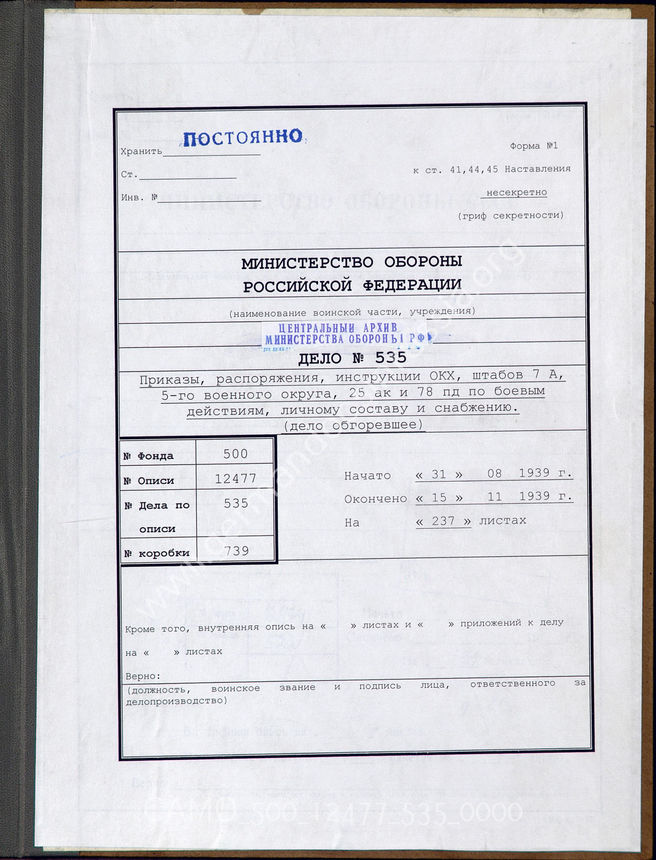 ПОСТОЯННО
Хранить
Форма №1
Ст.
к ст. 41,44,45 Наставления
Инв. №
несекретно
(гриф секретности)
МИНИСТЕРСТВО ОБОРОНЫ
РОССИЙСКОЙ ФЕДЕРАЦИИ
(наименование воинской части, учреждения)
ЦЕНТРАЛЬНЫЙ АРХИВ
МИНИСТЕРСТВА ОБОРОНЫ РФ
ДЕЛО № 535
Приказы, распоряжения, инструкции ОКХ, штабов 7 А,
5-го военного округа, 25 ак и 78 пд по боевым
действиям, личному составу и снабжению.
(дело обгоревшее)
№ Фонда 500
№ Описи 12477
№ Дела по описи 535
№ коробки 739
Начато « 31 » 08 1939 г.
Окончено « 15 » 11 1939 г.
На « 237 » листах
Кроме того, внутренняя опись на « » листах и « » приложений к делу
на « » листах
Верно:
(должность, воинское звание и подпись лица, ответственного за
делопроизводство)
CAMO_500_12477_535_0000